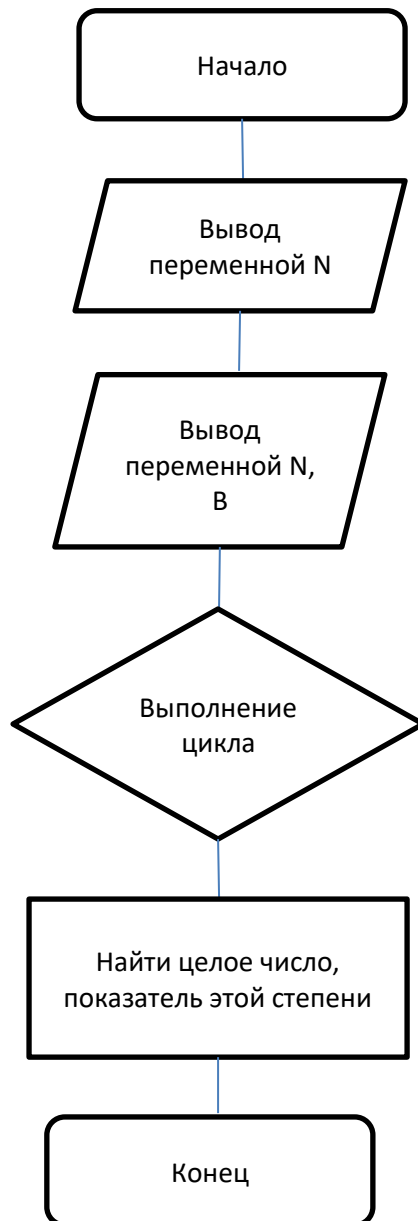 Начало
Вывод
переменной N
Вывод
переменной N,
B
Выполнение
цикла
Найти целое число,
показатель этой степени
Конец